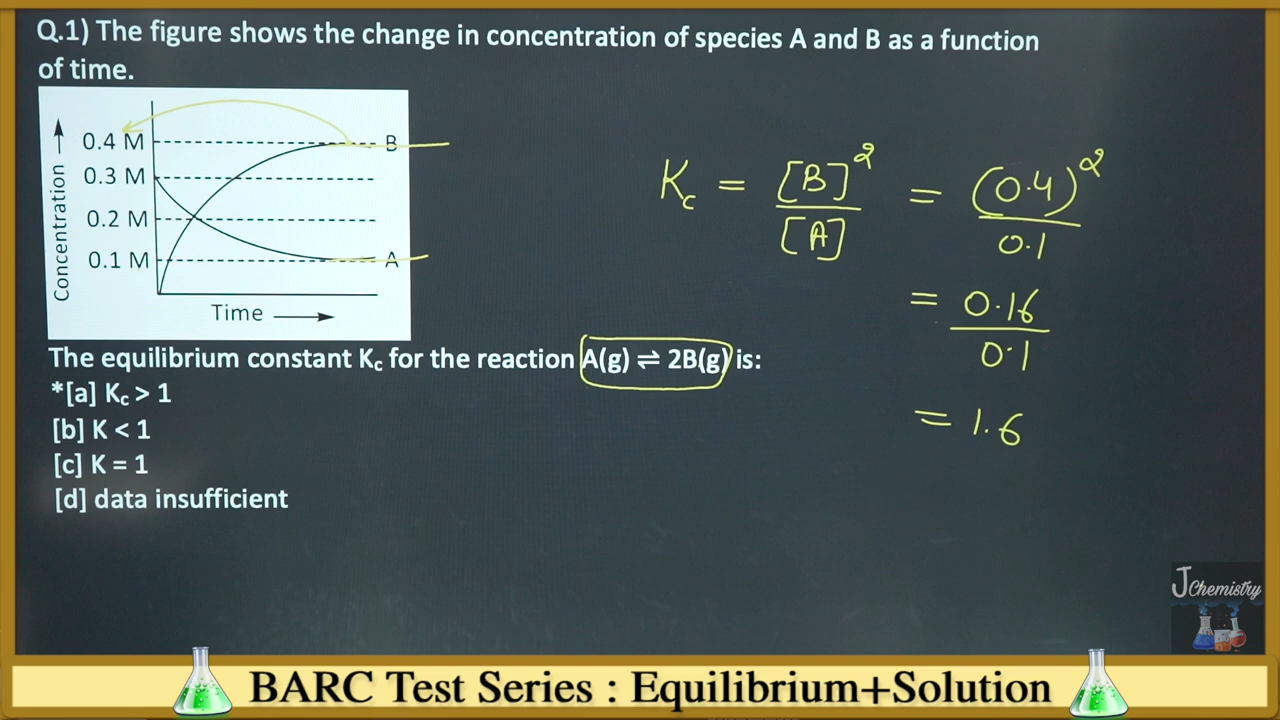 Q.1) The figure shows the change in concentration of species A and B as a function
of time.
Concentration
0.4 M
B
0.3 M
0.2 M
0.1 M
A
Time
The equilibrium constant Kc for the reaction A(g) ⇌ 2B(g) is:
*[a] Kc > 1
[b] K < 1
[c] K = 1
[d] data insufficient
Kc = [B]² / [A] = (0.4)² / 0.1
= 0.16 / 0.1
= 1.6
J Chemistry
BARC Test Series : Equilibrium+Solution